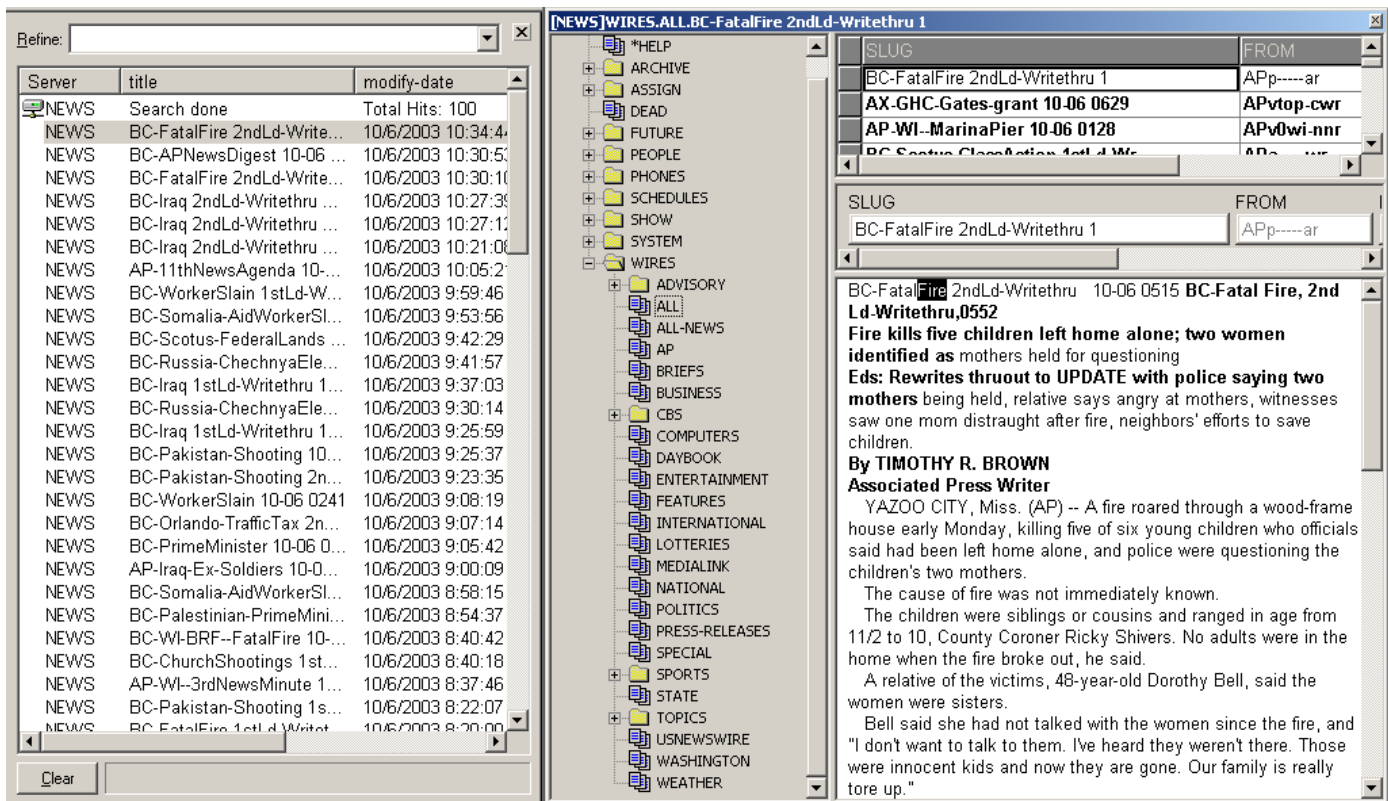 Refine:
Server title modify-date
NEWS Search done Total Hits: 100
NEWS BC-FatalFire 2ndLd-Write... 10/6/2003 10:34:4
NEWS BC-APNewsDigest 10-06 ... 10/6/2003 10:30:5
NEWS BC-FatalFire 2ndLd-Write... 10/6/2003 10:30:1
NEWS BC-Iraq 2ndLd-Writethru ... 10/6/2003 10:27:3
NEWS BC-Iraq 2ndLd-Writethru ... 10/6/2003 10:27:1
NEWS BC-Iraq 2ndLd-Writethru ... 10/6/2003 10:21:0
NEWS AP-11thNewsAgenda 10-... 10/6/2003 10:05:2
NEWS BC-WorkerSlain 1stLd-W... 10/6/2003 9:59:46
NEWS BC-Somalia-AidWorkerSl... 10/6/2003 9:53:56
NEWS BC-Scotus-FederalLands ... 10/6/2003 9:42:29
NEWS BC-Russia-ChechnyaEle... 10/6/2003 9:41:57
NEWS BC-Iraq 1stLd-Writethru 1... 10/6/2003 9:37:03
NEWS BC-Russia-ChechnyaEle... 10/6/2003 9:30:14
NEWS BC-Iraq 1stLd-Writethru 1... 10/6/2003 9:25:59
NEWS BC-Pakistan-Shooting 10... 10/6/2003 9:25:37
NEWS BC-Pakistan-Shooting 2n... 10/6/2003 9:23:35
NEWS BC-WorkerSlain 10-06 0241 10/6/2003 9:08:19
NEWS BC-Orlando-TrafficTax 2n... 10/6/2003 9:07:14
NEWS BC-PrimeMinister 10-06 0... 10/6/2003 9:05:42
NEWS AP-Iraq-Ex-Soldiers 10-0... 10/6/2003 9:00:09
NEWS BC-Somalia-AidWorkerSl... 10/6/2003 8:58:15
NEWS BC-Palestinian-PrimeMini... 10/6/2003 8:54:37
NEWS BC-WI-BRF--FatalFire 10-... 10/6/2003 8:40:42
NEWS BC-ChurchShootings 1st... 10/6/2003 8:40:18
NEWS AP-WI--3rdNewsMinute 1... 10/6/2003 8:37:46
NEWS BC-Pakistan-Shooting 1s... 10/6/2003 8:22:07
NEWS BC-FatalFire 1stLd-Writet... 10/6/2003 8:20:00
Clear
[NEWS]WIRES.ALL.BC-FatalFire 2ndLd-Writethru 1
*HELP
ARCHIVE
ASSIGN
DEAD
FUTURE
PEOPLE
PHONES
SCHEDULES
SHOW
SYSTEM
WIRES
ADVISORY
ALL
ALL-NEWS
AP
BRIEFS
BUSINESS
CBS
COMPUTERS
DAYBOOK
ENTERTAINMENT
FEATURES
INTERNATIONAL
LOTTERIES
MEDIALINK
NATIONAL
POLITICS
PRESS-RELEASES
SPECIAL
SPORTS
STATE
TOPICS
USNEWSWIRE
WASHINGTON
WEATHER
SLUG FROM
BC-FatalFire 2ndLd-Writethru 1 APp-----ar
AX-GHC-Gates-grant 10-06 0629 APvtop-cwr
AP-WI--MarinaPier 10-06 0128 APv0wi-nnr
BC-Scotus-ClassAction 1stLd-Wr
SLUG FROM
BC-FatalFire 2ndLd-Writethru 1 APp-----ar
BC-FatalFire 2ndLd-Writethru 10-06 0515 BC-Fatal Fire, 2nd
Ld-Writethru,0552
Fire kills five children left home alone; two women
identified as mothers held for questioning
Eds: Rewrites thruout to UPDATE with police saying two
mothers being held, relative says angry at mothers, witnesses
saw one mom distraught after fire, neighbors' efforts to save
children.
By TIMOTHY R. BROWN
Associated Press Writer
YAZOO CITY, Miss. (AP) -- A fire roared through a wood-frame
house early Monday, killing five of six young children who officials
said had been left home alone, and police were questioning the
children's two mothers.
The cause of fire was not immediately known.
The children were siblings or cousins and ranged in age from
11/2 to 10, County Coroner Ricky Shivers. No adults were in the
home when the fire broke out, he said.
A relative of the victims, 48-year-old Dorothy Bell, said the
women were sisters.
Bell said she had not talked with the women since the fire, and
"I don't want to talk to them. I've heard they weren't there. Those
were innocent kids and now they are gone. Our family is really
tore up."